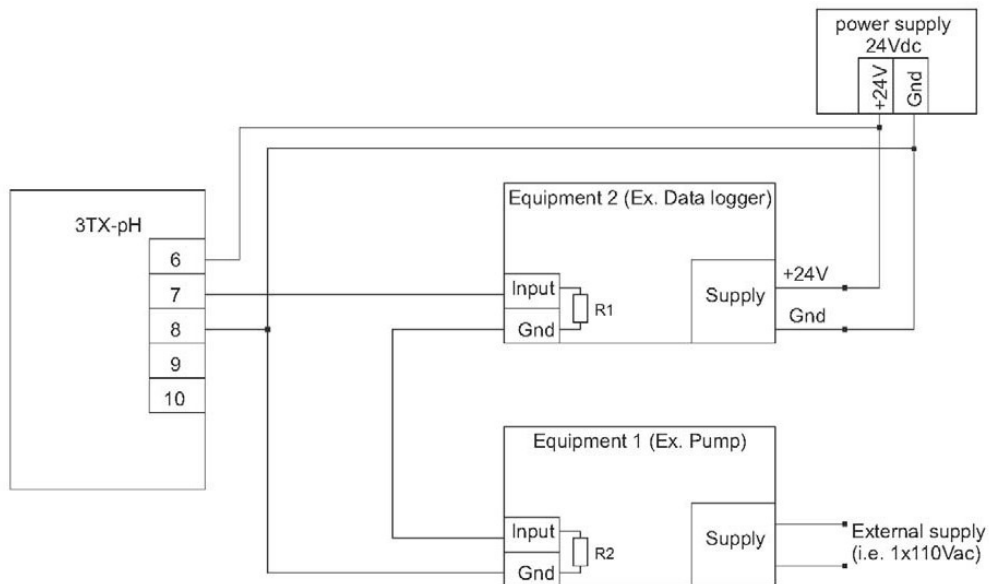 power supply
24Vdc
+24V
Gnd
3TX-pH
6
7
8
9
10
Equipment 2 (Ex. Data logger)
Input
R1
Gnd
Supply
+24V
Gnd
Equipment 1 (Ex. Pump)
Input
R2
Gnd
Supply
External supply
(i.e. 1x110Vac)